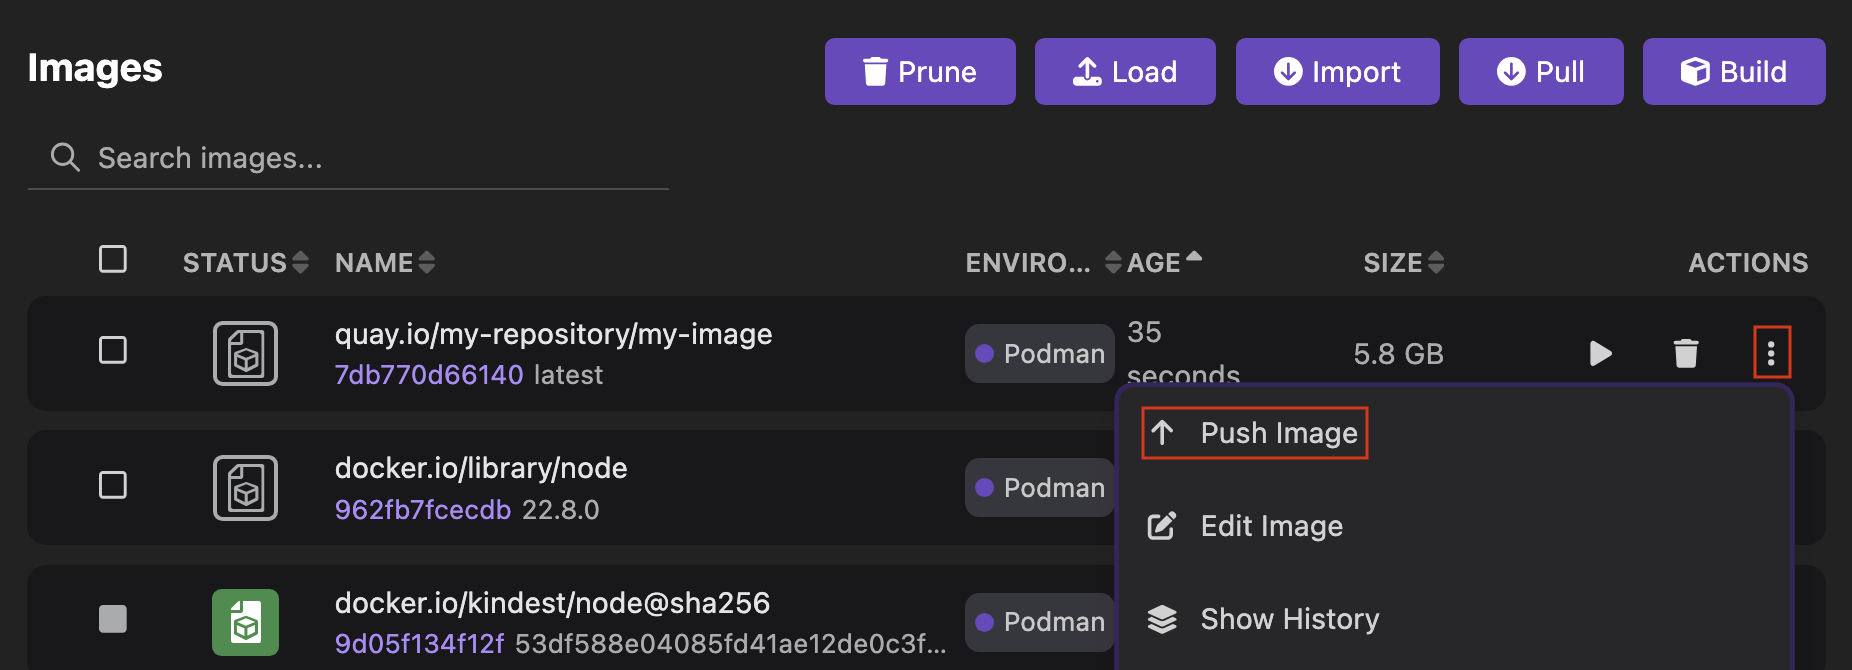 Images
Prune
Load
Import
Pull
Build
Search images...
STATUS NAME ENVIRO... AGE SIZE ACTIONS
quay.io/my-repository/my-image
7db770d66140 latest
Podman
35
seconds
5.8 GB
Push Image
docker.io/library/node
962fb7fcecdb 22.8.0
Podman
Edit Image
docker.io/kindest/node@sha256
9d05f134f12f 53df588e04085fd41ae12de0c3f...
Podman
Show History